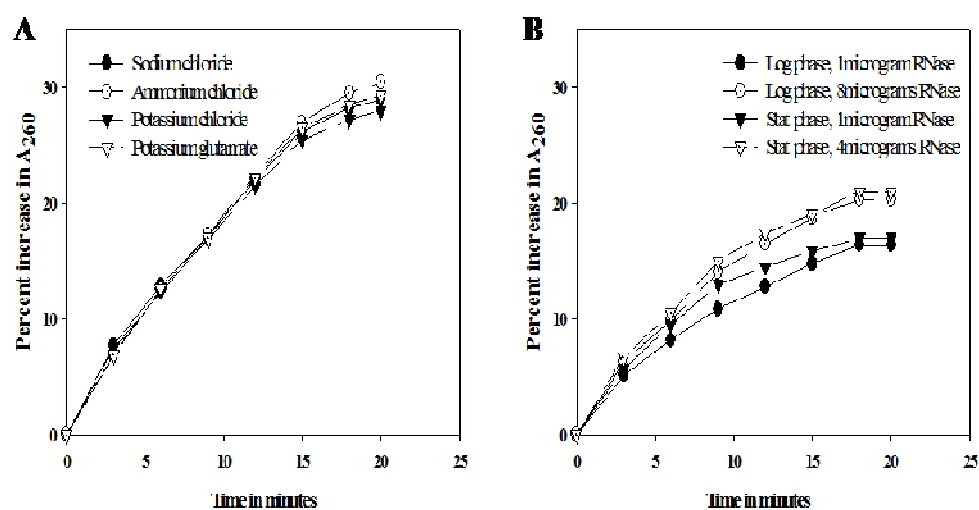 A
Sodium chloride
Ammonium chloride
Potassium chloride
Potassium glutamate
Percent increase in A260
30
20
10
0
0 5 10 15 20 25
Time in minutes
B
Log phase, 1 microgram RNase
Log phase, 8 micrograms RNase
Stat phase, 1 microgram RNase
Stat phase, 4 micrograms RNase
Percent increase in A260
30
20
10
0
0 5 10 15 20 25
Time in minutes